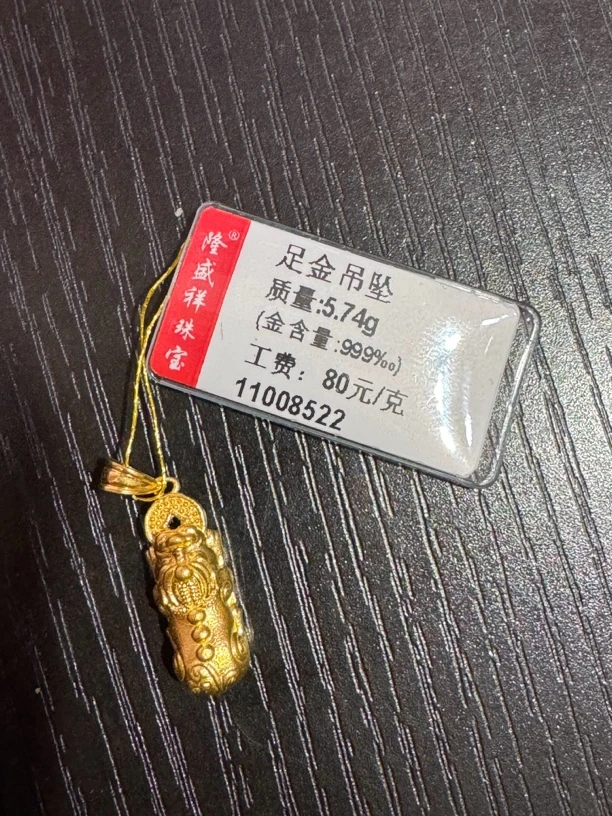 隆盛祥珠宝®
足金吊坠
质量:5.74g
(金含量:999‰)
工费：80元/克
11008522